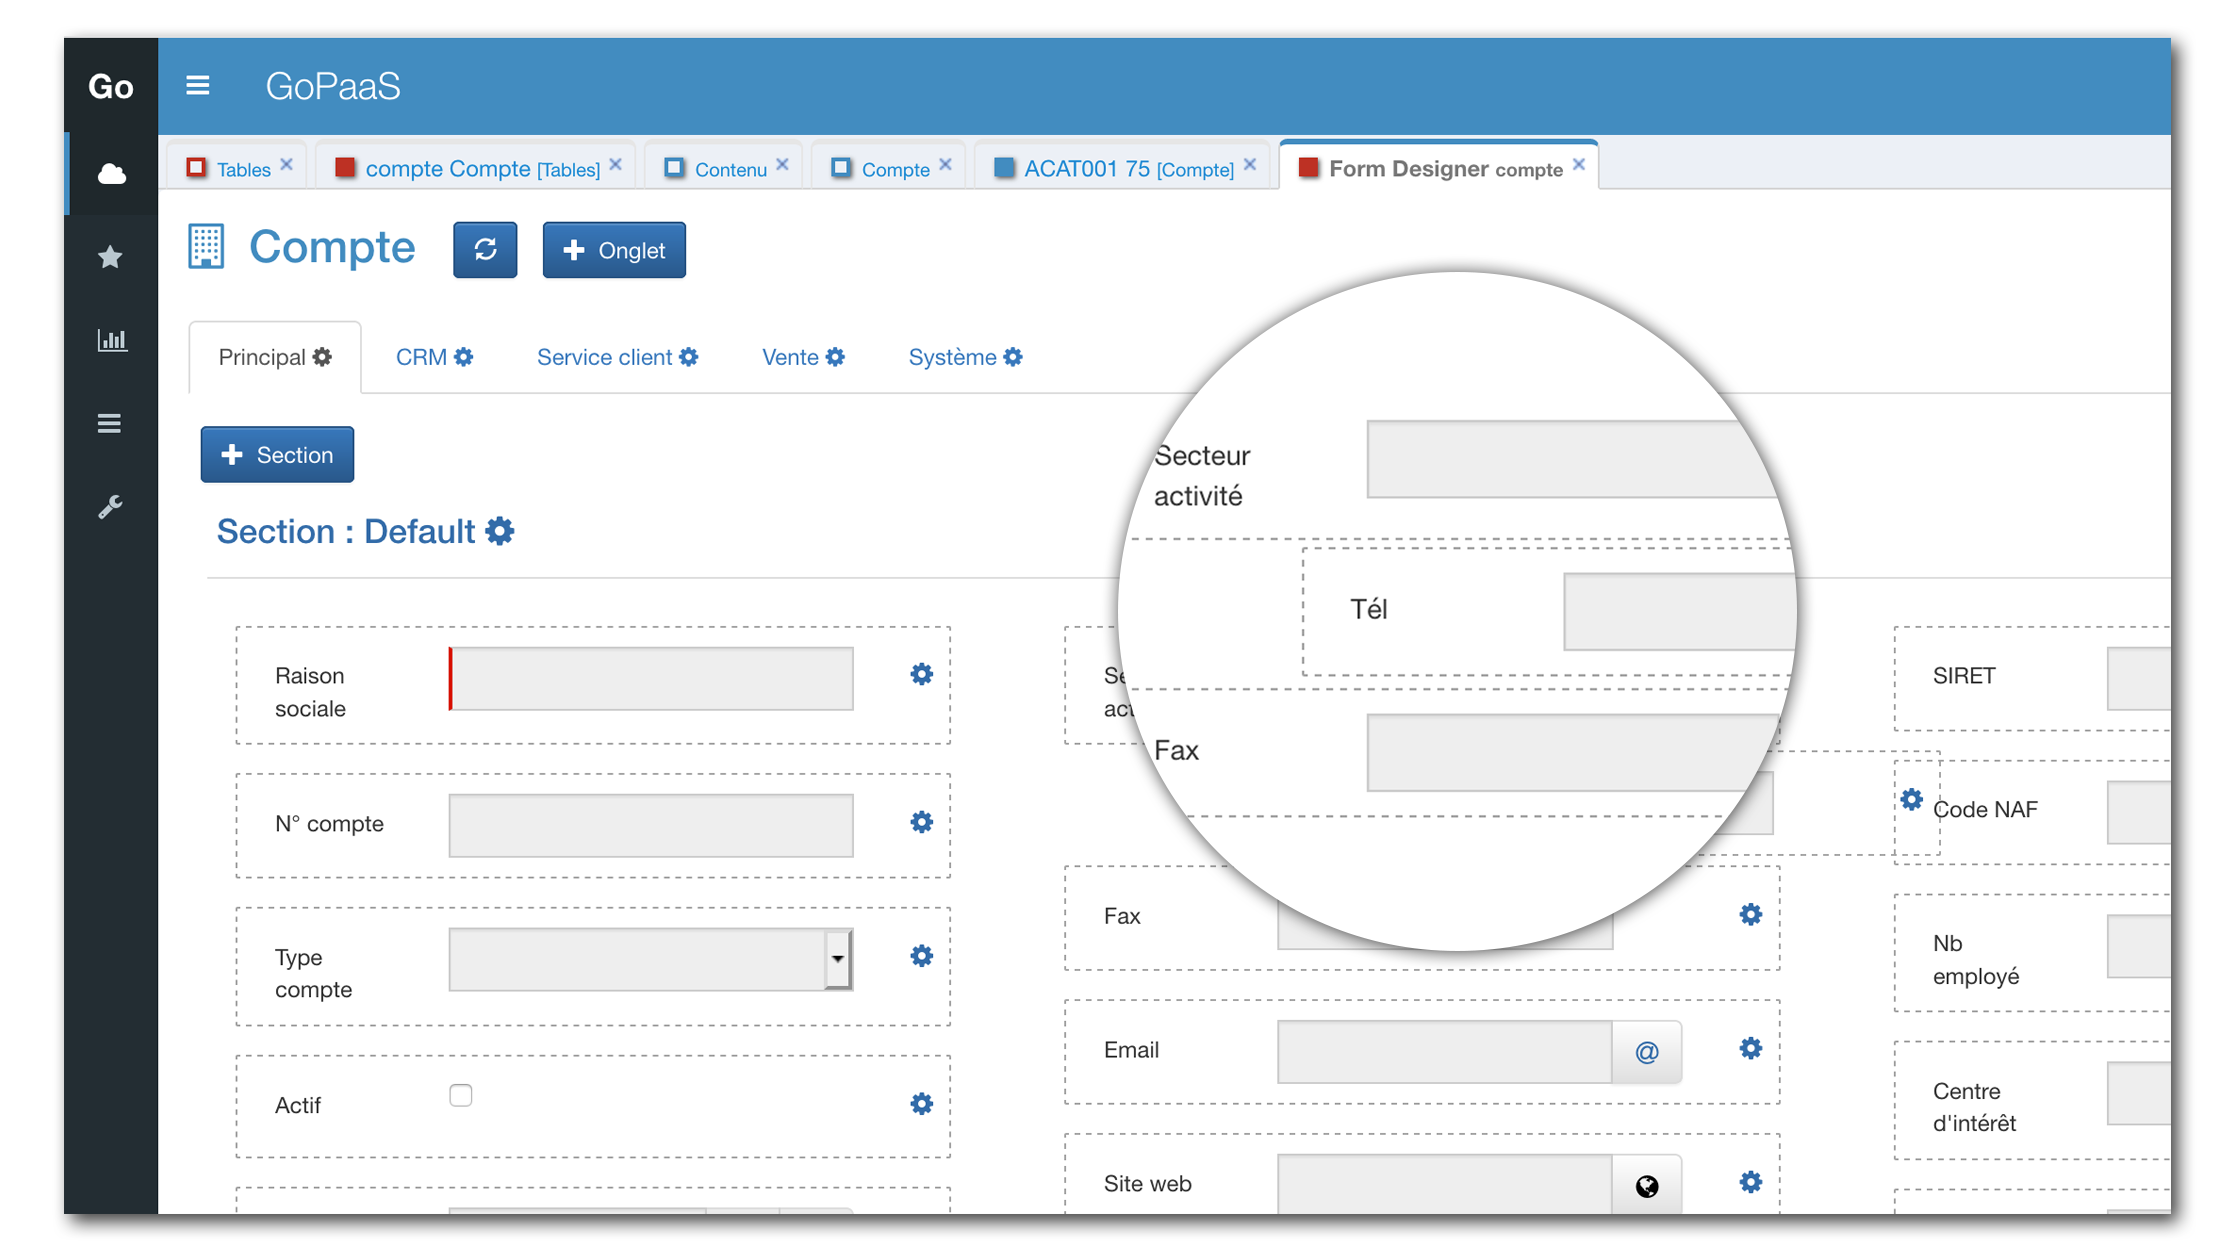 Go
GoPaaS
Tables
compte Compte [Tables]
Contenu
Compte
ACAT001 75 [Compte]
Form Designer compte
Compte
Onglet
Principal
CRM
Service client
Vente
Système
Section
Section : Default
Secteur
activité
Tél
Fax
Raison
sociale
N° compte
Type
compte
Actif
Fax
Email
@
Site web
SIRET
Code NAF
Nb
employé
Centre
d'intérêt